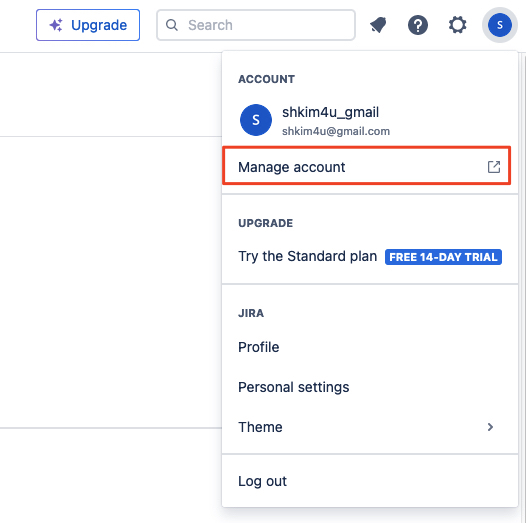 Upgrade
Search
S
ACCOUNT
S
shkim4u_gmail
shkim4u@gmail.com
Manage account
UPGRADE
Try the Standard plan FREE 14-DAY TRIAL
JIRA
Profile
Personal settings
Theme
Log out